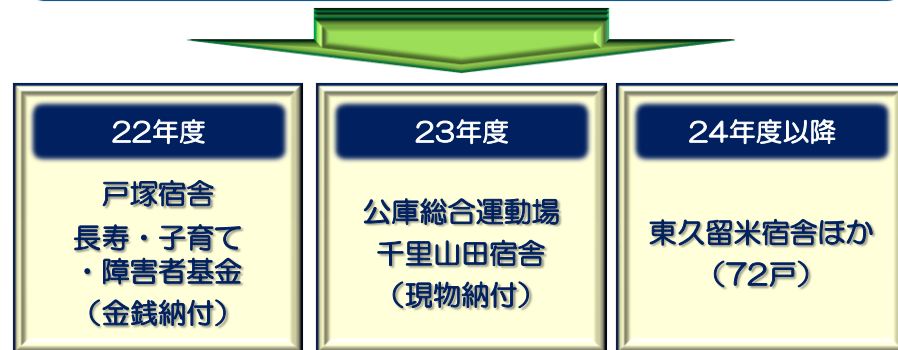 22年度
戸塚宿舎
長寿・子育て
・障害者基金
（金銭納付）
23年度
公庫総合運動場
千里山田宿舎
（現物納付）
24年度以降
東久留米宿舎ほか
（72戸）